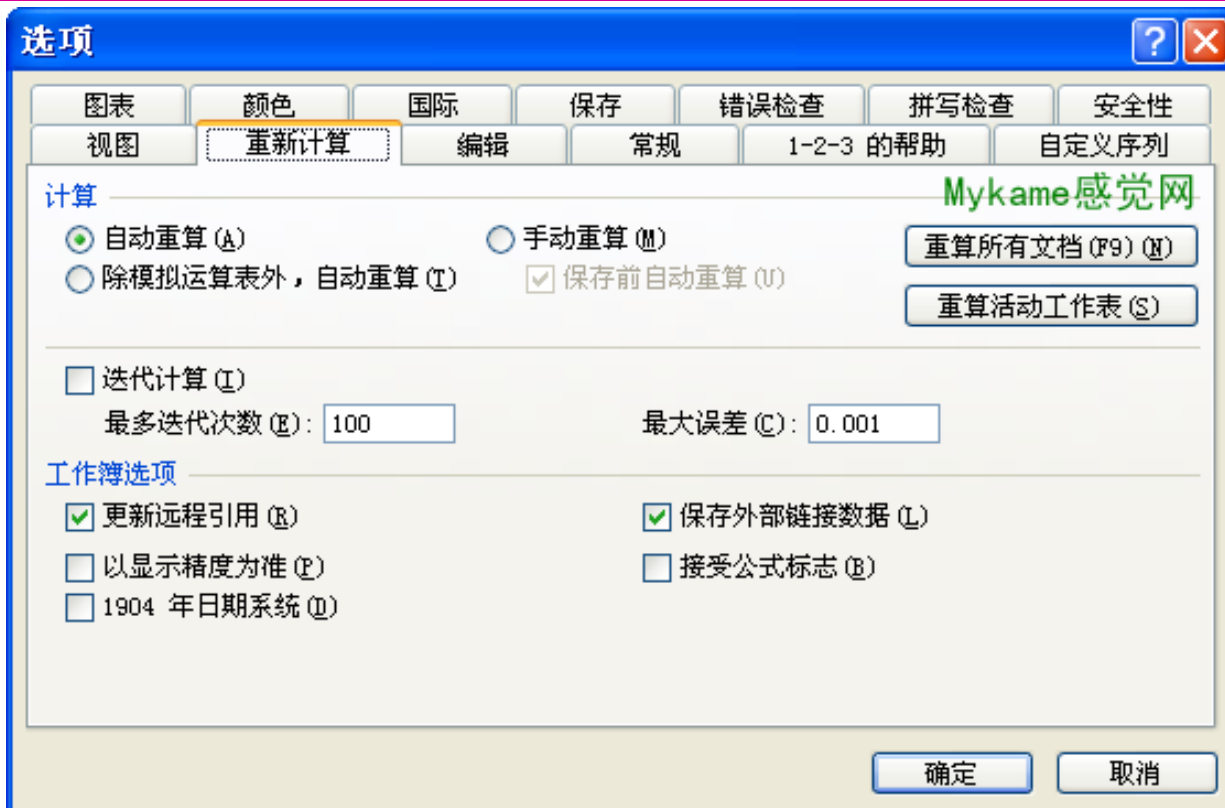 选项
图表 颜色 国际 保存 错误检查 拼写检查 安全性
视图 重新计算 编辑 常规 1-2-3 的帮助 自定义序列
计算
Mykame感觉网
自动重算(A) 手动重算(M) 重算所有文档(F9)(N)
除模拟运算表外，自动重算(T) 保存前自动重算(U)
重算活动工作表(S)
迭代计算(I)
最多迭代次数(E): 100 最大误差(C): 0.001
工作簿选项
更新远程引用(R) 保存外部链接数据(L)
以显示精度为准(P) 接受公式标志(B)
1904 年日期系统(D)
确定 取消